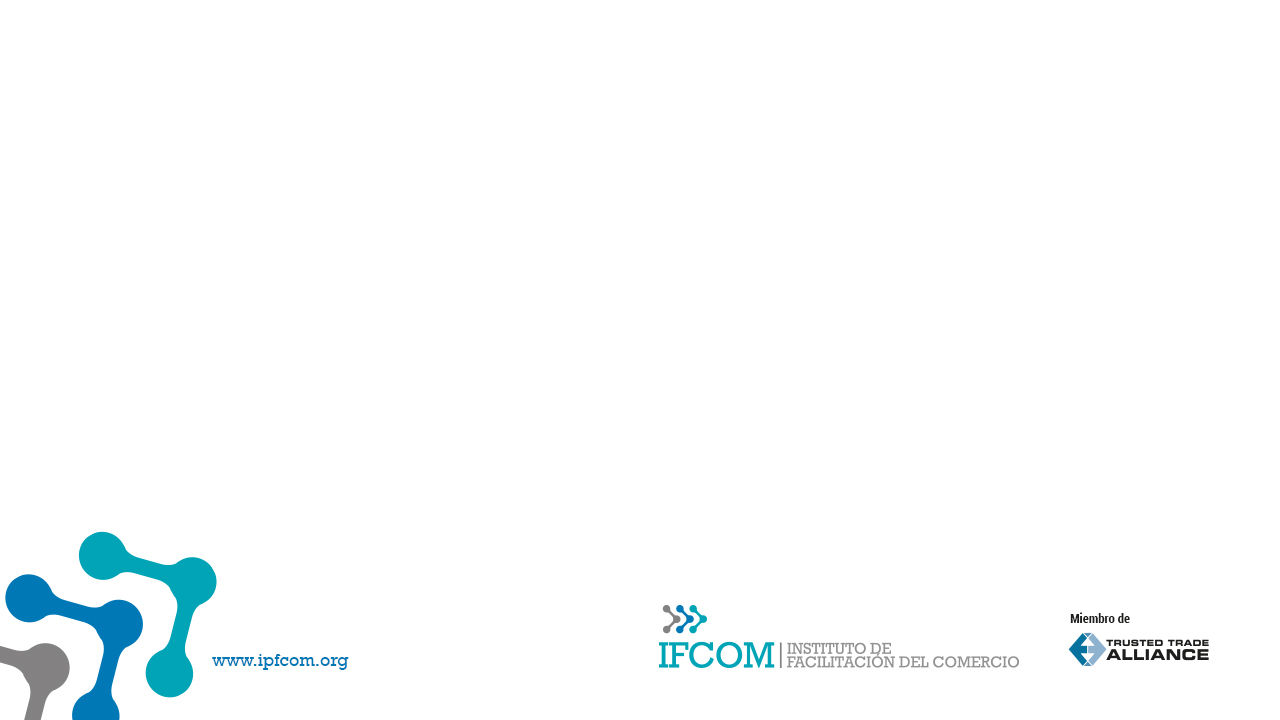 www.ipfcom.org
IFCOM
INSTITUTO DE
FACILITACIÓN DEL COMERCIO
Miembro de
TRUSTED TRADE
ALLIANCE